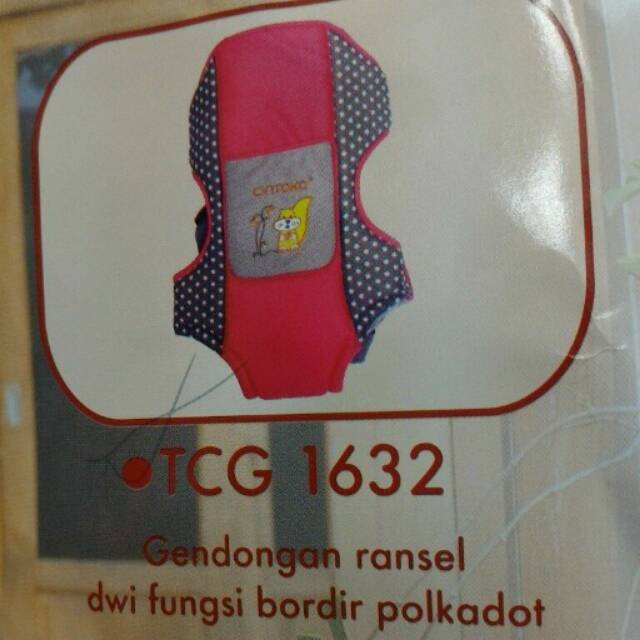 TCG 1632
Gendongan ransel
dwi fungsi bordir polkadot